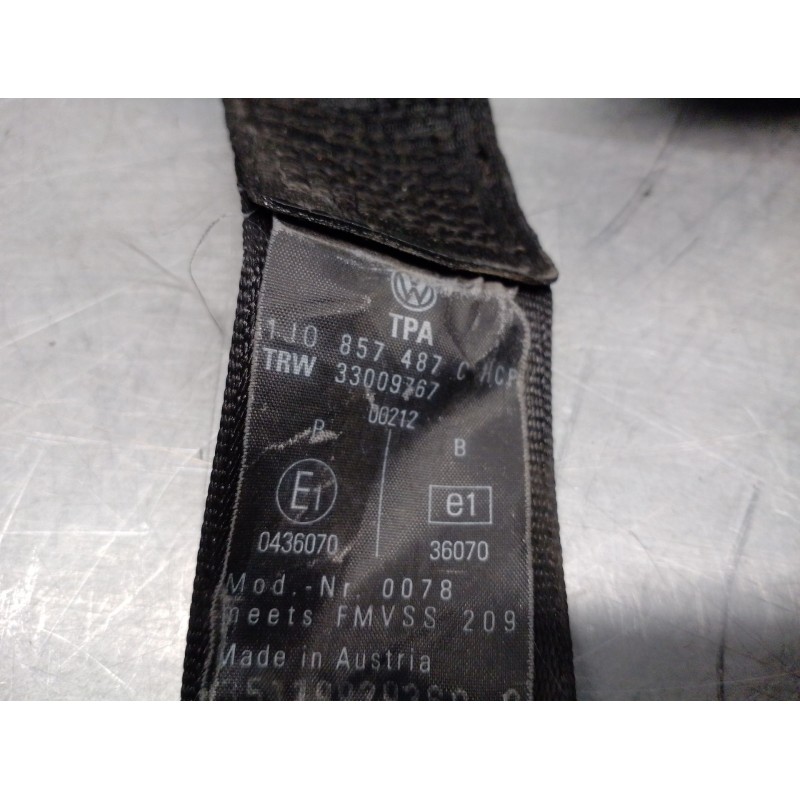 TPA
1J0 857 487 C
TRW 33009767
00212
B B
E1 e1
0436070 36070
Mod.-Nr. 0078
meets FMVSS 209
Made in Austria